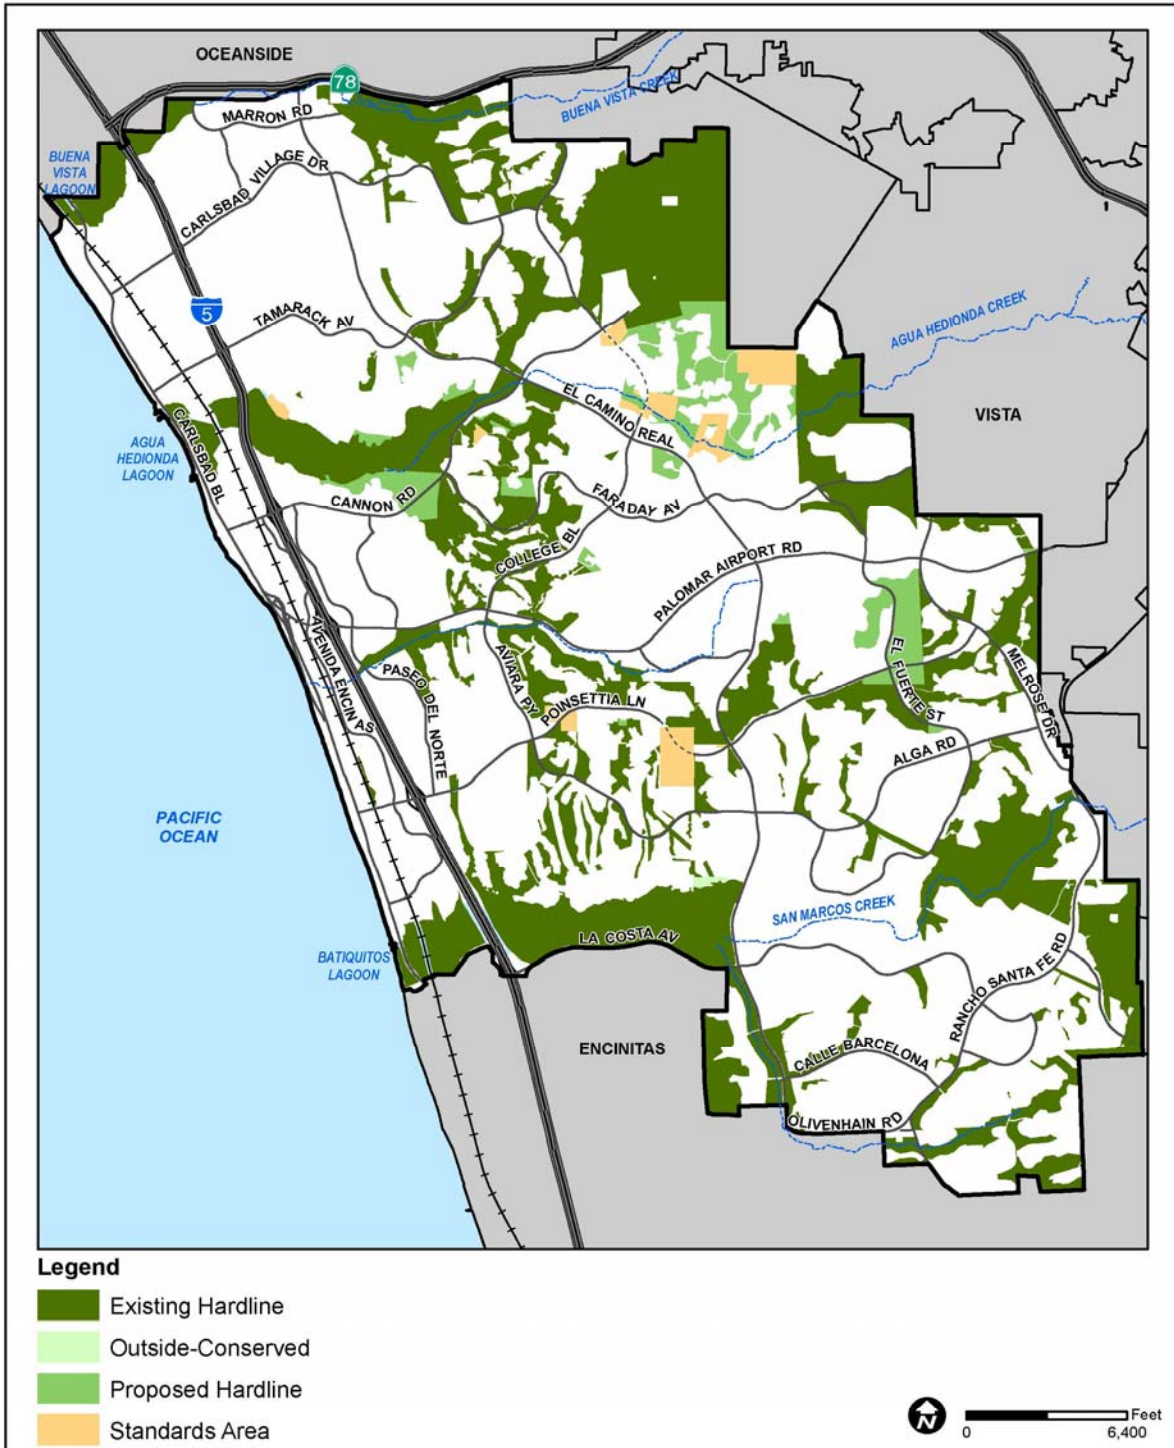 OCEANSIDE
78
BUENA VISTA CREEK
MARRON RD
BUENA
VISTA
LAGOON
CARLSBAD VILLAGE DR
5
TAMARACK AV
AGUA HEDIONDA CREEK
EL CAMINO REAL
VISTA
CARLSBAD BL
AGUA
HEDIONDA
LAGOON
CANNON RD
FARADAY AV
COLLEGE BL
PALOMAR AIRPORT RD
AVENIDA ENCINAS
PASEO DEL NORTE
AVIARA PY
POINSETTIA LN
EL FUERTE ST
MELROSE DR
ALGA RD
PACIFIC
OCEAN
SAN MARCOS CREEK
LA COSTA AV
BATIQUITOS
LAGOON
RANCHO SANTA FE RD
ENCINITAS
CALLE BARCELONA
OLIVENHAIN RD
Legend
Existing Hardline
Outside-Conserved
Proposed Hardline
Standards Area
N
Feet
0 6,400